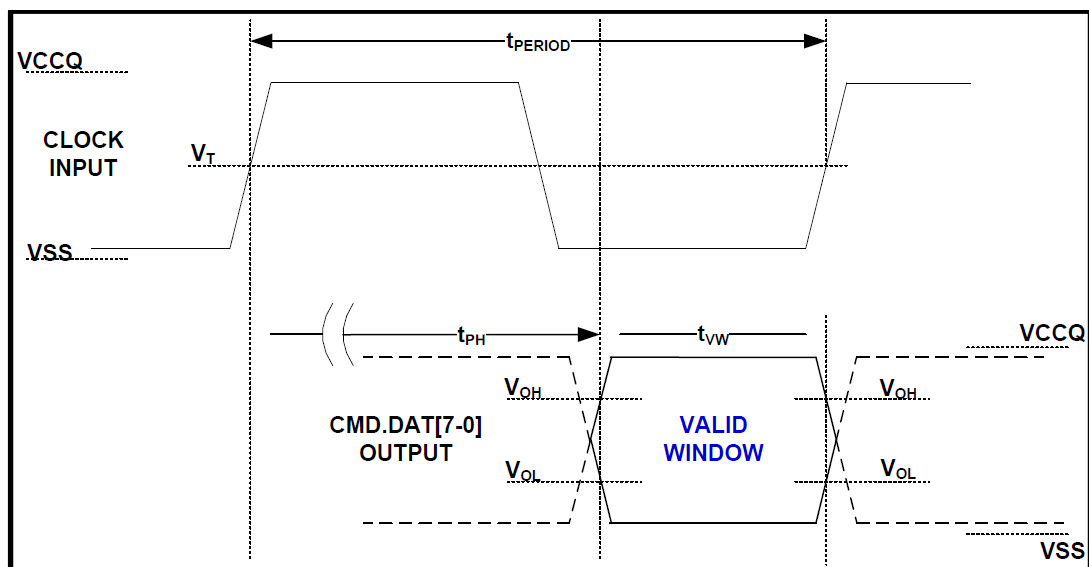 tPERIOD
VCCQ
CLOCK
INPUT
VT
VSS
tPH
tVW
VCCQ
VOH
VOH
CMD.DAT[7-0]
OUTPUT
VALID
WINDOW
VOL
VOL
VSS